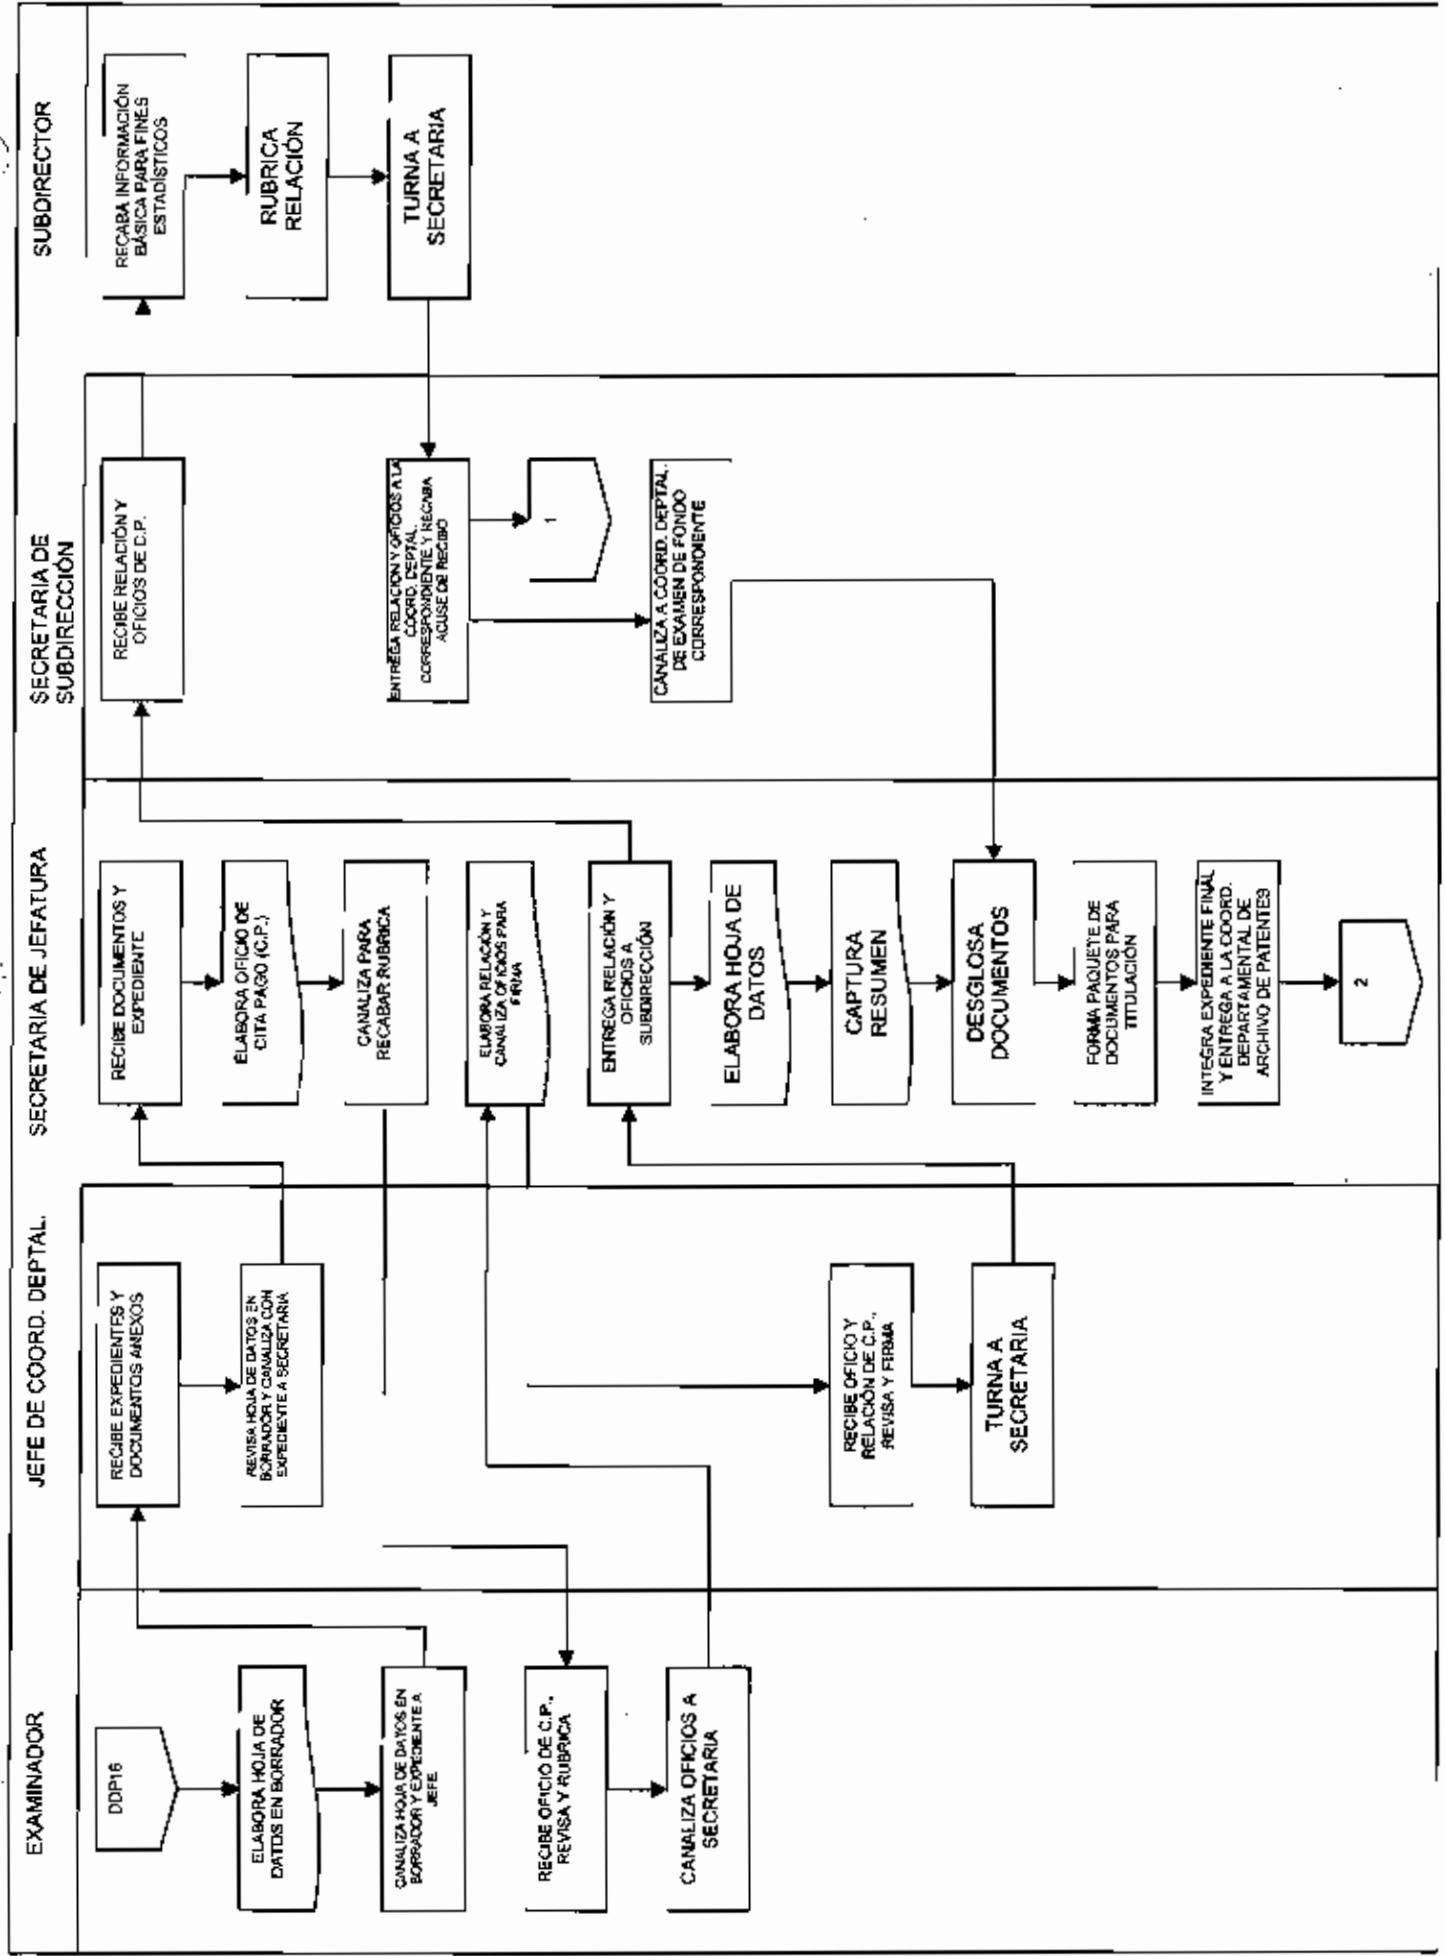 EXAMINADOR
DDP16
ELABORA HOJA DE
DATOS EN BORRADOR
CANALIZA HOJA DE DATOS EN
BORRADOR Y EXPEDIENTE A
JEFE
RECIBE OFICIO DE C.P.,
REVISA Y RUBRICA
CANALIZA OFICIOS A
SECRETARIA
JEFE DE COORD. DEPTAL.
RECIBE EXPEDIENTES Y
DOCUMENTOS ANEXOS
REVISA HOJA DE DATOS EN
BORRADOR Y CANALIZA CON
EXPEDIENTE A SECRETARIA
RECIBE OFICIO Y
RELACIÓN DE C.P.,
REVISA Y FIRMA
TURNA A
SECRETARIA
SECRETARIA DE JEFATURA
RECIBE DOCUMENTOS Y
EXPEDIENTE
ELABORA OFICIO DE
CITA PAGO (C.P.)
CANALIZA PARA
RECABAR RUBRICA
ELABORA RELACIÓN Y
CANALIZA OFICIOS PARA
FIRMA
ENTREGA RELACIÓN Y
OFICIOS A
SUBDIRECCIÓN
ELABORA HOJA DE
DATOS
CAPTURA
RESUMEN
DESGLOSA
DOCUMENTOS
FORMA PAQUETE DE
DOCUMENTOS PARA
TITULACIÓN
INTEGRA EXPEDIENTE FINAL
Y ENTREGA A LA COORD.
DEPARTAMENTAL DE
ARCHIVO DE PATENTES
2
SECRETARIA DE
SUBDIRECCIÓN
RECIBE RELACIÓN Y
OFICIOS DE C.P.
ENTREGA RELACION Y OFICIOS A LA
COORD. DEPTAL.
CORRESPONDIENTE Y RECABA
ACUSE DE RECIBO
1
CANALIZA A COORD. DEPTAL.
DE EXAMEN DE FONDO
CORRESPONDIENTE
SUBDIRECTOR
RECABA INFORMACIÓN
BÁSICA PARA FINES
ESTADÍSTICOS
RUBRICA
RELACIÓN
TURNA A
SECRETARIA